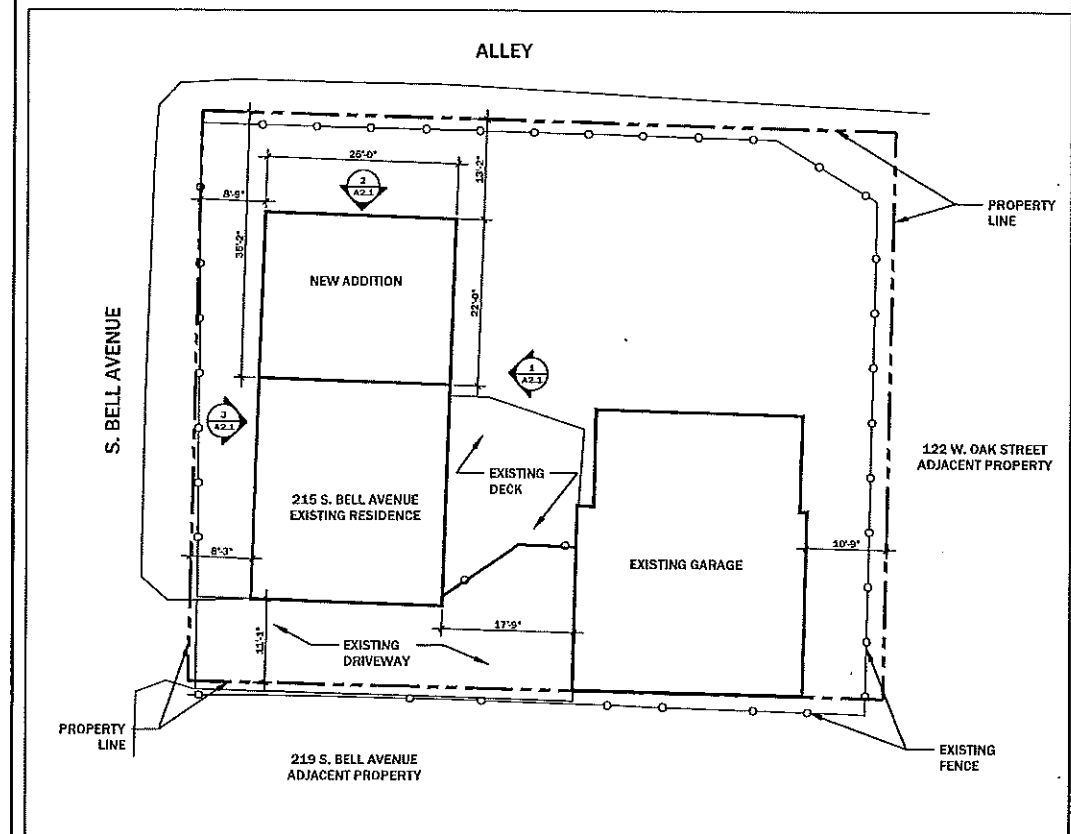 ALLEY
26'-0"
13'-2"
8'-9"
2
A2.1
35'-2"
PROPERTY
LINE
NEW ADDITION
22'-0"
S. BELL AVENUE
1
A2.1
3
A2.1
122 W. OAK STREET
ADJACENT PROPERTY
EXISTING
DECK
215 S. BELL AVENUE
EXISTING RESIDENCE
8'-3"
10'-9"
EXISTING GARAGE
17'-9"
11'-1"
EXISTING
DRIVEWAY
PROPERTY
LINE
219 S. BELL AVENUE
ADJACENT PROPERTY
EXISTING
FENCE